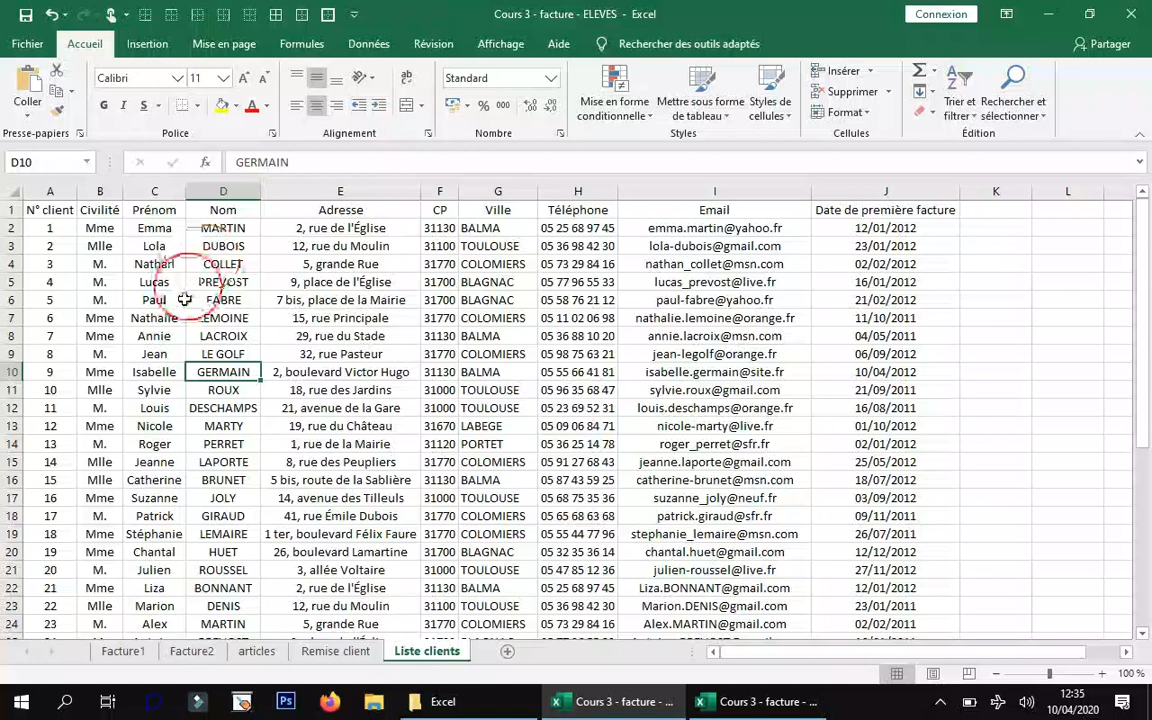 Cours 3 - facture - ELEVES - Excel
Connexion
Fichier Accueil Insertion Mise en page Formules Données Révision Affichage Aide Rechercher des outils adaptés Partager
Coller
Calibri 11 A A
G I S A
ab
Standard
% 000
Mise en forme conditionnelle
Mettre sous forme de tableau
Styles de cellules
Insérer
Supprimer
Format
Trier et filtrer
Rechercher et sélectionner
Presse-papiers Police Alignement Nombre Styles Cellules Édition
D10 fx GERMAIN
A B C D E F G H I J K L
1 N° client Civilité Prénom Nom Adresse CP Ville Téléphone Email Date de première facture
2 1 Mme Emma MARTIN 2, rue de l'Église 31130 BALMA 05 25 68 97 45 emma.martin@yahoo.fr 12/01/2012
3 2 Mlle Lola DUBOIS 12, rue du Moulin 31100 TOULOUSE 05 36 98 42 30 lola-dubois@gmail.com 23/01/2012
4 3 M. Nathan COLLET 5, grande Rue 31770 COLOMIERS 05 73 29 84 16 nathan_collet@msn.com 02/02/2012
5 4 M. Lucas PREVOST 9, place de l'Église 31700 BLAGNAC 05 77 96 55 33 lucas_prevost@live.fr 16/01/2012
6 5 M. Paul FABRE 7 bis, place de la Mairie 31700 BLAGNAC 05 58 76 21 12 paul-fabre@yahoo.fr 21/02/2012
7 6 Mme Nathalie LEMOINE 15, rue Principale 31770 COLOMIERS 05 11 02 06 98 nathalie.lemoine@orange.fr 11/10/2011
8 7 Mme Annie LACROIX 29, rue du Stade 31130 BALMA 05 36 88 10 20 annie.lacroix@msn.com 04/05/2011
9 8 M. Jean LE GOLF 32, rue Pasteur 31770 COLOMIERS 05 98 75 63 21 jean-legolf@orange.fr 06/09/2012
10 9 Mme Isabelle GERMAIN 2, boulevard Victor Hugo 31130 BALMA 05 55 66 41 81 isabelle.germain@site.fr 10/04/2012
11 10 Mlle Sylvie ROUX 18, rue des Jardins 31000 TOULOUSE 05 96 35 68 47 sylvie.roux@gmail.com 21/09/2011
12 11 M. Louis DESCHAMPS 21, avenue de la Gare 31000 TOULOUSE 05 23 69 52 31 louis.deschamps@orange.fr 16/08/2011
13 12 Mme Nicole MARTY 19, rue du Château 31670 LABEGE 05 09 06 84 71 nicole-marty@live.fr 01/10/2012
14 13 M. Roger PERRET 1, rue de la Mairie 31120 PORTET 05 36 25 14 78 roger_perret@sfr.fr 02/01/2012
15 14 Mlle Jeanne LAPORTE 8, rue des Peupliers 31770 COLOMIERS 05 91 27 68 43 jeanne.laporte@gmail.com 25/05/2012
16 15 Mlle Catherine BRUNET 5 bis, route de la Sablière 31770 COLOMIERS 05 87 43 59 25 catherine-brunet@msn.com 18/07/2012
17 16 Mme Suzanne JOLY 14, avenue des Tilleuls 31000 TOULOUSE 05 68 75 35 36 suzanne_joly@neuf.fr 03/09/2012
18 17 M. Patrick GIRAUD 41, rue Émile Dubois 31770 COLOMIERS 05 65 68 63 68 patrick.giraud@sfr.fr 09/11/2011
19 18 Mme Stéphanie LEMAIRE 1 ter, boulevard Félix Faure 31770 COLOMIERS 05 55 44 77 96 stephanie_lemaire@msn.com 26/07/2011
20 19 Mme Chantal HUET 26, boulevard Lamartine 31700 BLAGNAC 05 32 35 36 14 chantal.huet@gmail.com 12/12/2012
21 20 M. Julien ROUSSEL 3, allée Voltaire 31000 TOULOUSE 05 47 85 12 36 julien-roussel@live.fr 27/11/2012
22 21 Mme Liza BONNANT 2, rue de l'Église 31130 BALMA 05 25 68 97 45 Liza.BONNANT@gmail.com 12/01/2012
23 22 Mlle Marion DENIS 12, rue du Moulin 31100 TOULOUSE 05 36 98 42 30 Marion.DENIS@gmail.com 23/01/2011
24 23 M. Alex MARTIN 5, grande Rue 31770 COLOMIERS 05 73 29 84 16 Alex.MARTIN@gmail.com 02/02/2011
Facture1 Facture2 articles Remise client Liste clients
100 %
Ps Excel Cours 3 - facture - ... Cours 3 - facture - ...
12:35
10/04/2020